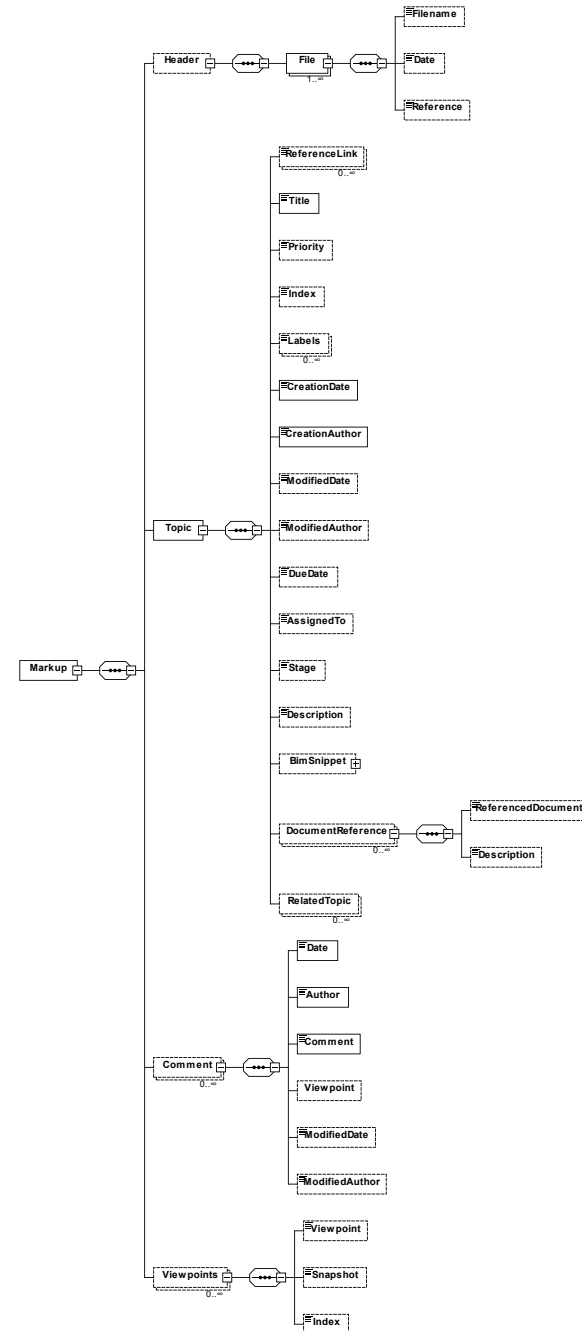 Filename
Header
File
1..∞
Date
Reference
ReferenceLink
0..∞
Title
Priority
Index
Labels
0..∞
CreationDate
CreationAuthor
ModifiedDate
Topic
ModifiedAuthor
DueDate
AssignedTo
Markup
Stage
Description
BimSnippet
DocumentReference
0..∞
ReferencedDocument
Description
RelatedTopic
0..∞
Date
Author
Comment
Comment
0..∞
Viewpoint
ModifiedDate
ModifiedAuthor
Viewpoint
Viewpoints
0..∞
Snapshot
Index